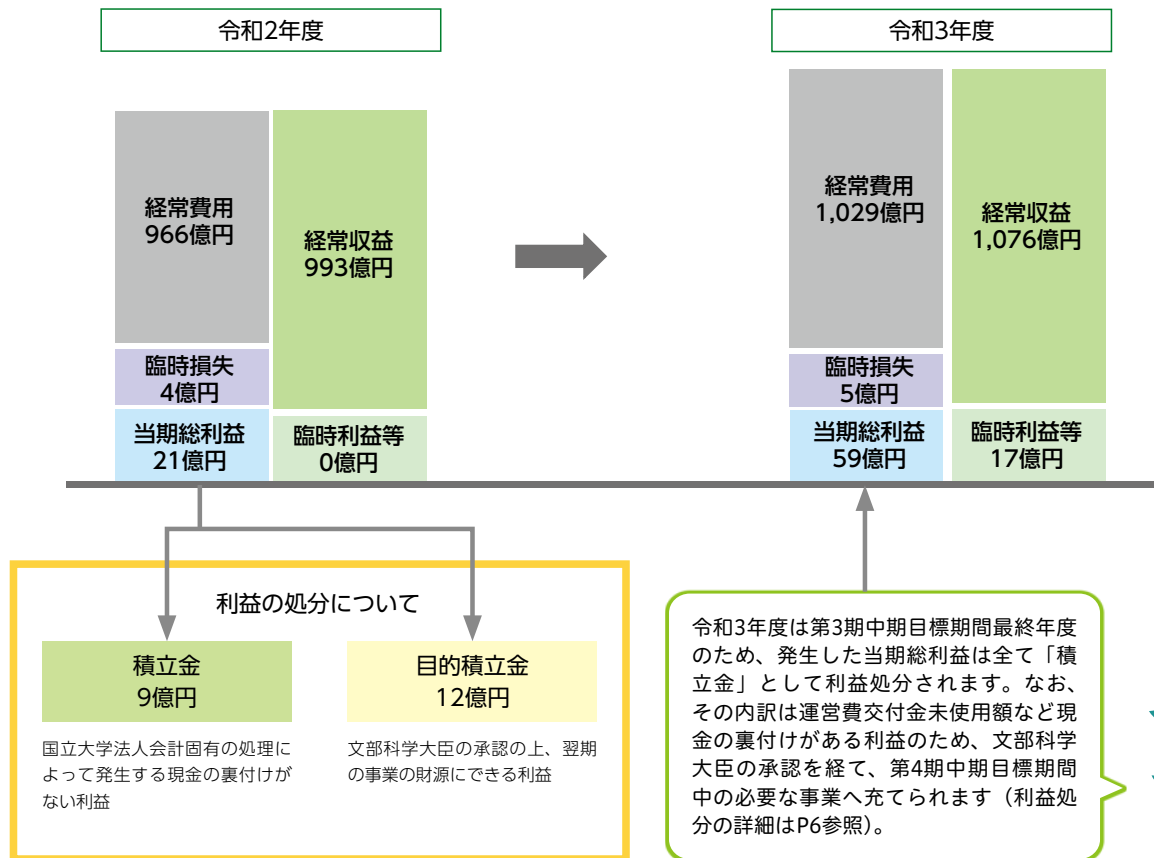 令和2年度
経常費用
966億円
経常収益
993億円
臨時損失
4億円
当期総利益
21億円
臨時利益等
0億円
令和3年度
経常費用
1,029億円
経常収益
1,076億円
臨時損失
5億円
当期総利益
59億円
臨時利益等
17億円
利益の処分について
積立金
9億円
国立大学法人会計固有の処理に
よって発生する現金の裏付けが
ない利益
目的積立金
12億円
文部科学大臣の承認の上、翌期
の事業の財源にできる利益
令和3年度は第3期中期目標期間最終年度
のため、発生した当期総利益は全て「積
立金」として利益処分されます。なお、
その内訳は運営費交付金未使用額など現
金の裏付けがある利益のため、文部科学
大臣の承認を経て、第4期中期目標期間
中の必要な事業へ充てられます（利益処
分の詳細はP6参照）。